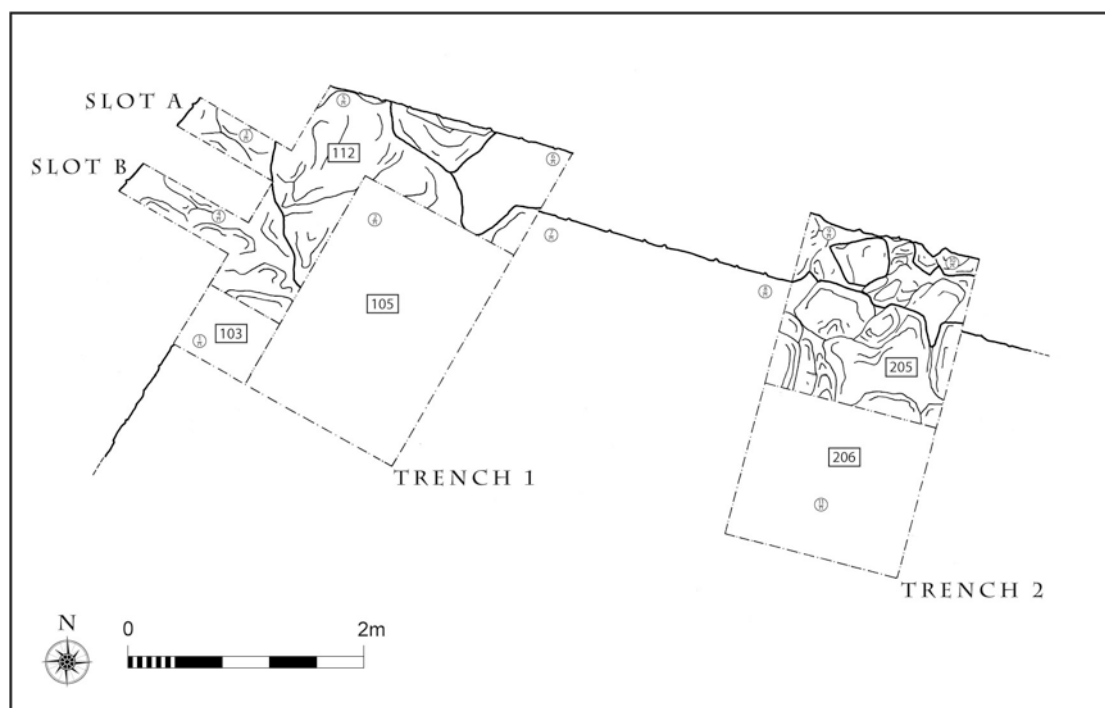 SLOT A
SLOT B
112
105
103
205
206
TRENCH 1
TRENCH 2
N
0
2m